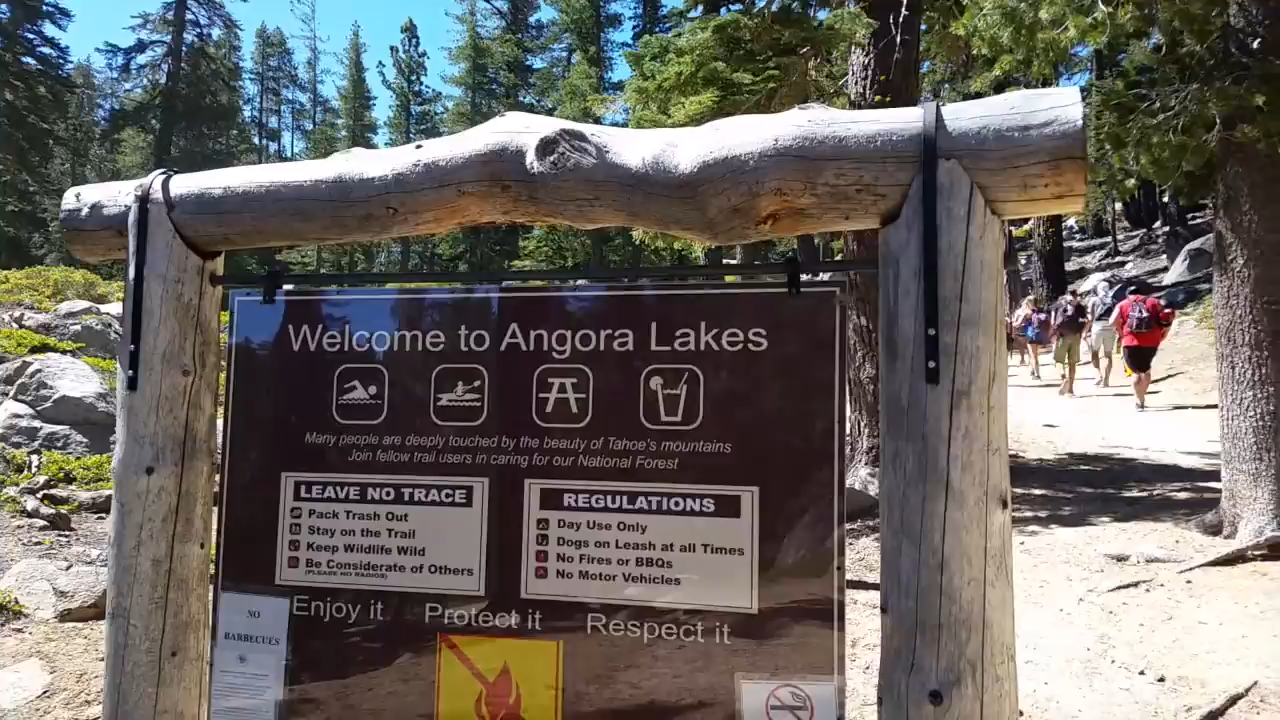 Welcome to Angora Lakes
Many people are deeply touched by the beauty of Tahoe's mountains
Join fellow trail users in caring for our National Forest
LEAVE NO TRACE
Pack Trash Out
Stay on the Trail
Keep Wildlife Wild
Be Considerate of Others
(PLEASE NO RADIOS)
REGULATIONS
Day Use Only
Dogs on Leash at all Times
No Fires or BBQs
No Motor Vehicles
Enjoy it Protect it Respect it
NO
BARBECUES